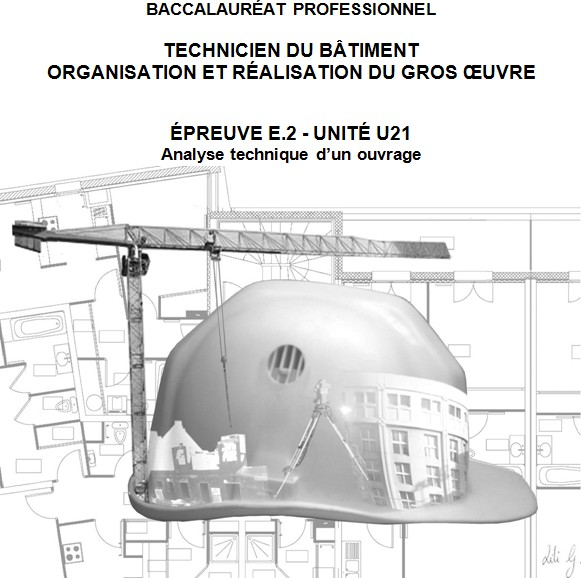 BACCALAURÉAT PROFESSIONNEL
TECHNICIEN DU BÂTIMENT
ORGANISATION ET RÉALISATION DU GROS ŒUVRE
ÉPREUVE E.2 - UNITÉ U21
Analyse technique d'un ouvrage